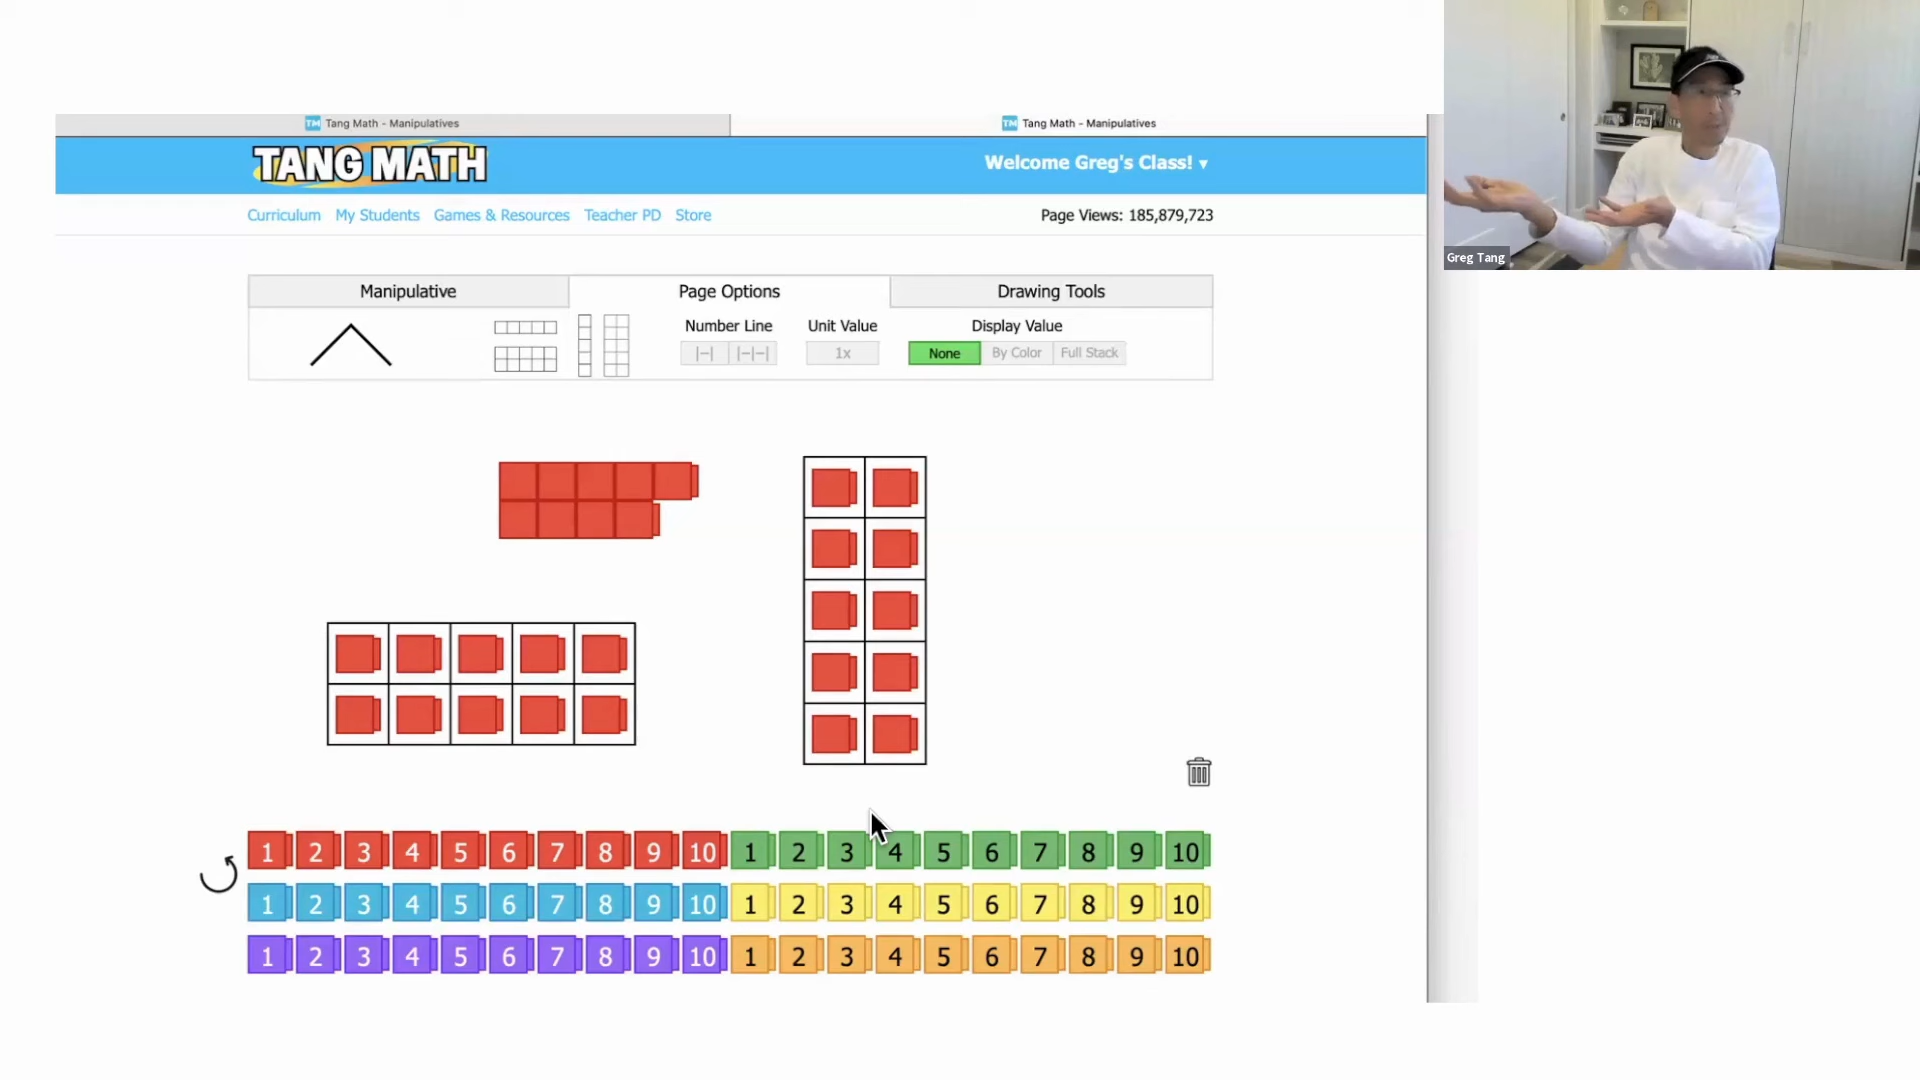 TM Tang Math - Manipulatives
TM Tang Math - Manipulatives
TANG MATH
Welcome Greg's Class! ▾
Curriculum My Students Games & Resources Teacher PD Store
Page Views: 185,879,723
Manipulative
Page Options
Drawing Tools
Number Line
Unit Value
Display Value
1x
None
By Color
Full Stack
1 2 3 4 5 6 7 8 9 10 1 2 3 4 5 6 7 8 9 10
1 2 3 4 5 6 7 8 9 10 1 2 3 4 5 6 7 8 9 10
1 2 3 4 5 6 7 8 9 10 1 2 3 4 5 6 7 8 9 10
Greg Tang